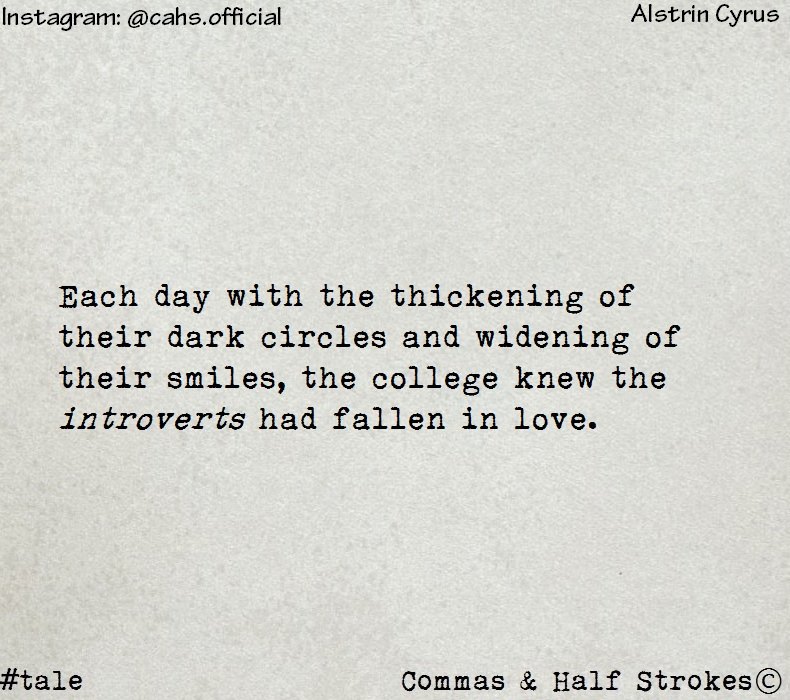 Instagram: @cahs.official
Alstrin Cyrus
Each day with the thickening of
their dark circles and widening of
their smiles, the college knew the
introverts had fallen in love.
#tale
Commas & Half Strokes©